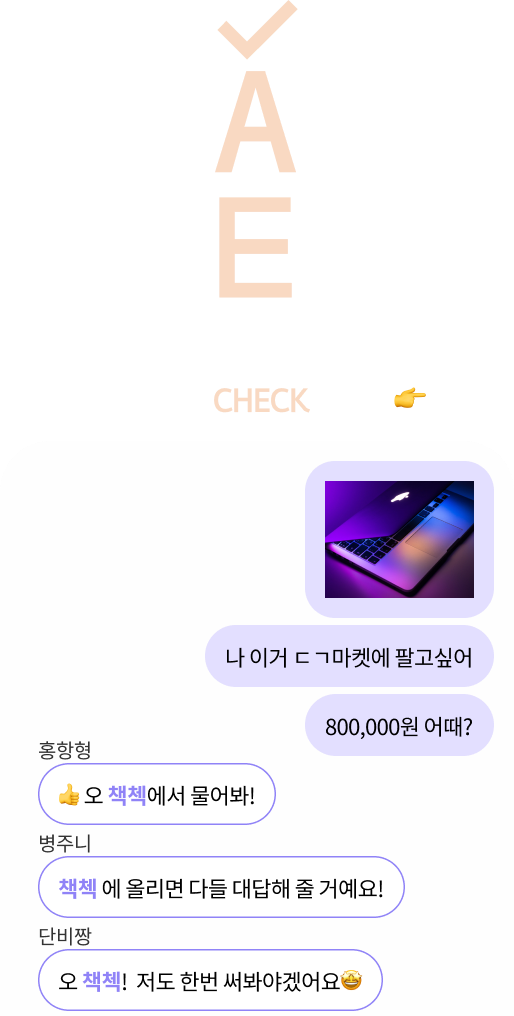 A
E
CHECK
나 이거 ㄷㄱ마켓에 팔고싶어
800,000원 어때?
홍항형
오 책첵에서 물어봐!
병주니
책첵 에 올리면 다들 대답해 줄 거예요!
단비짱
오 책첵! 저도 한번 써봐야겠어요